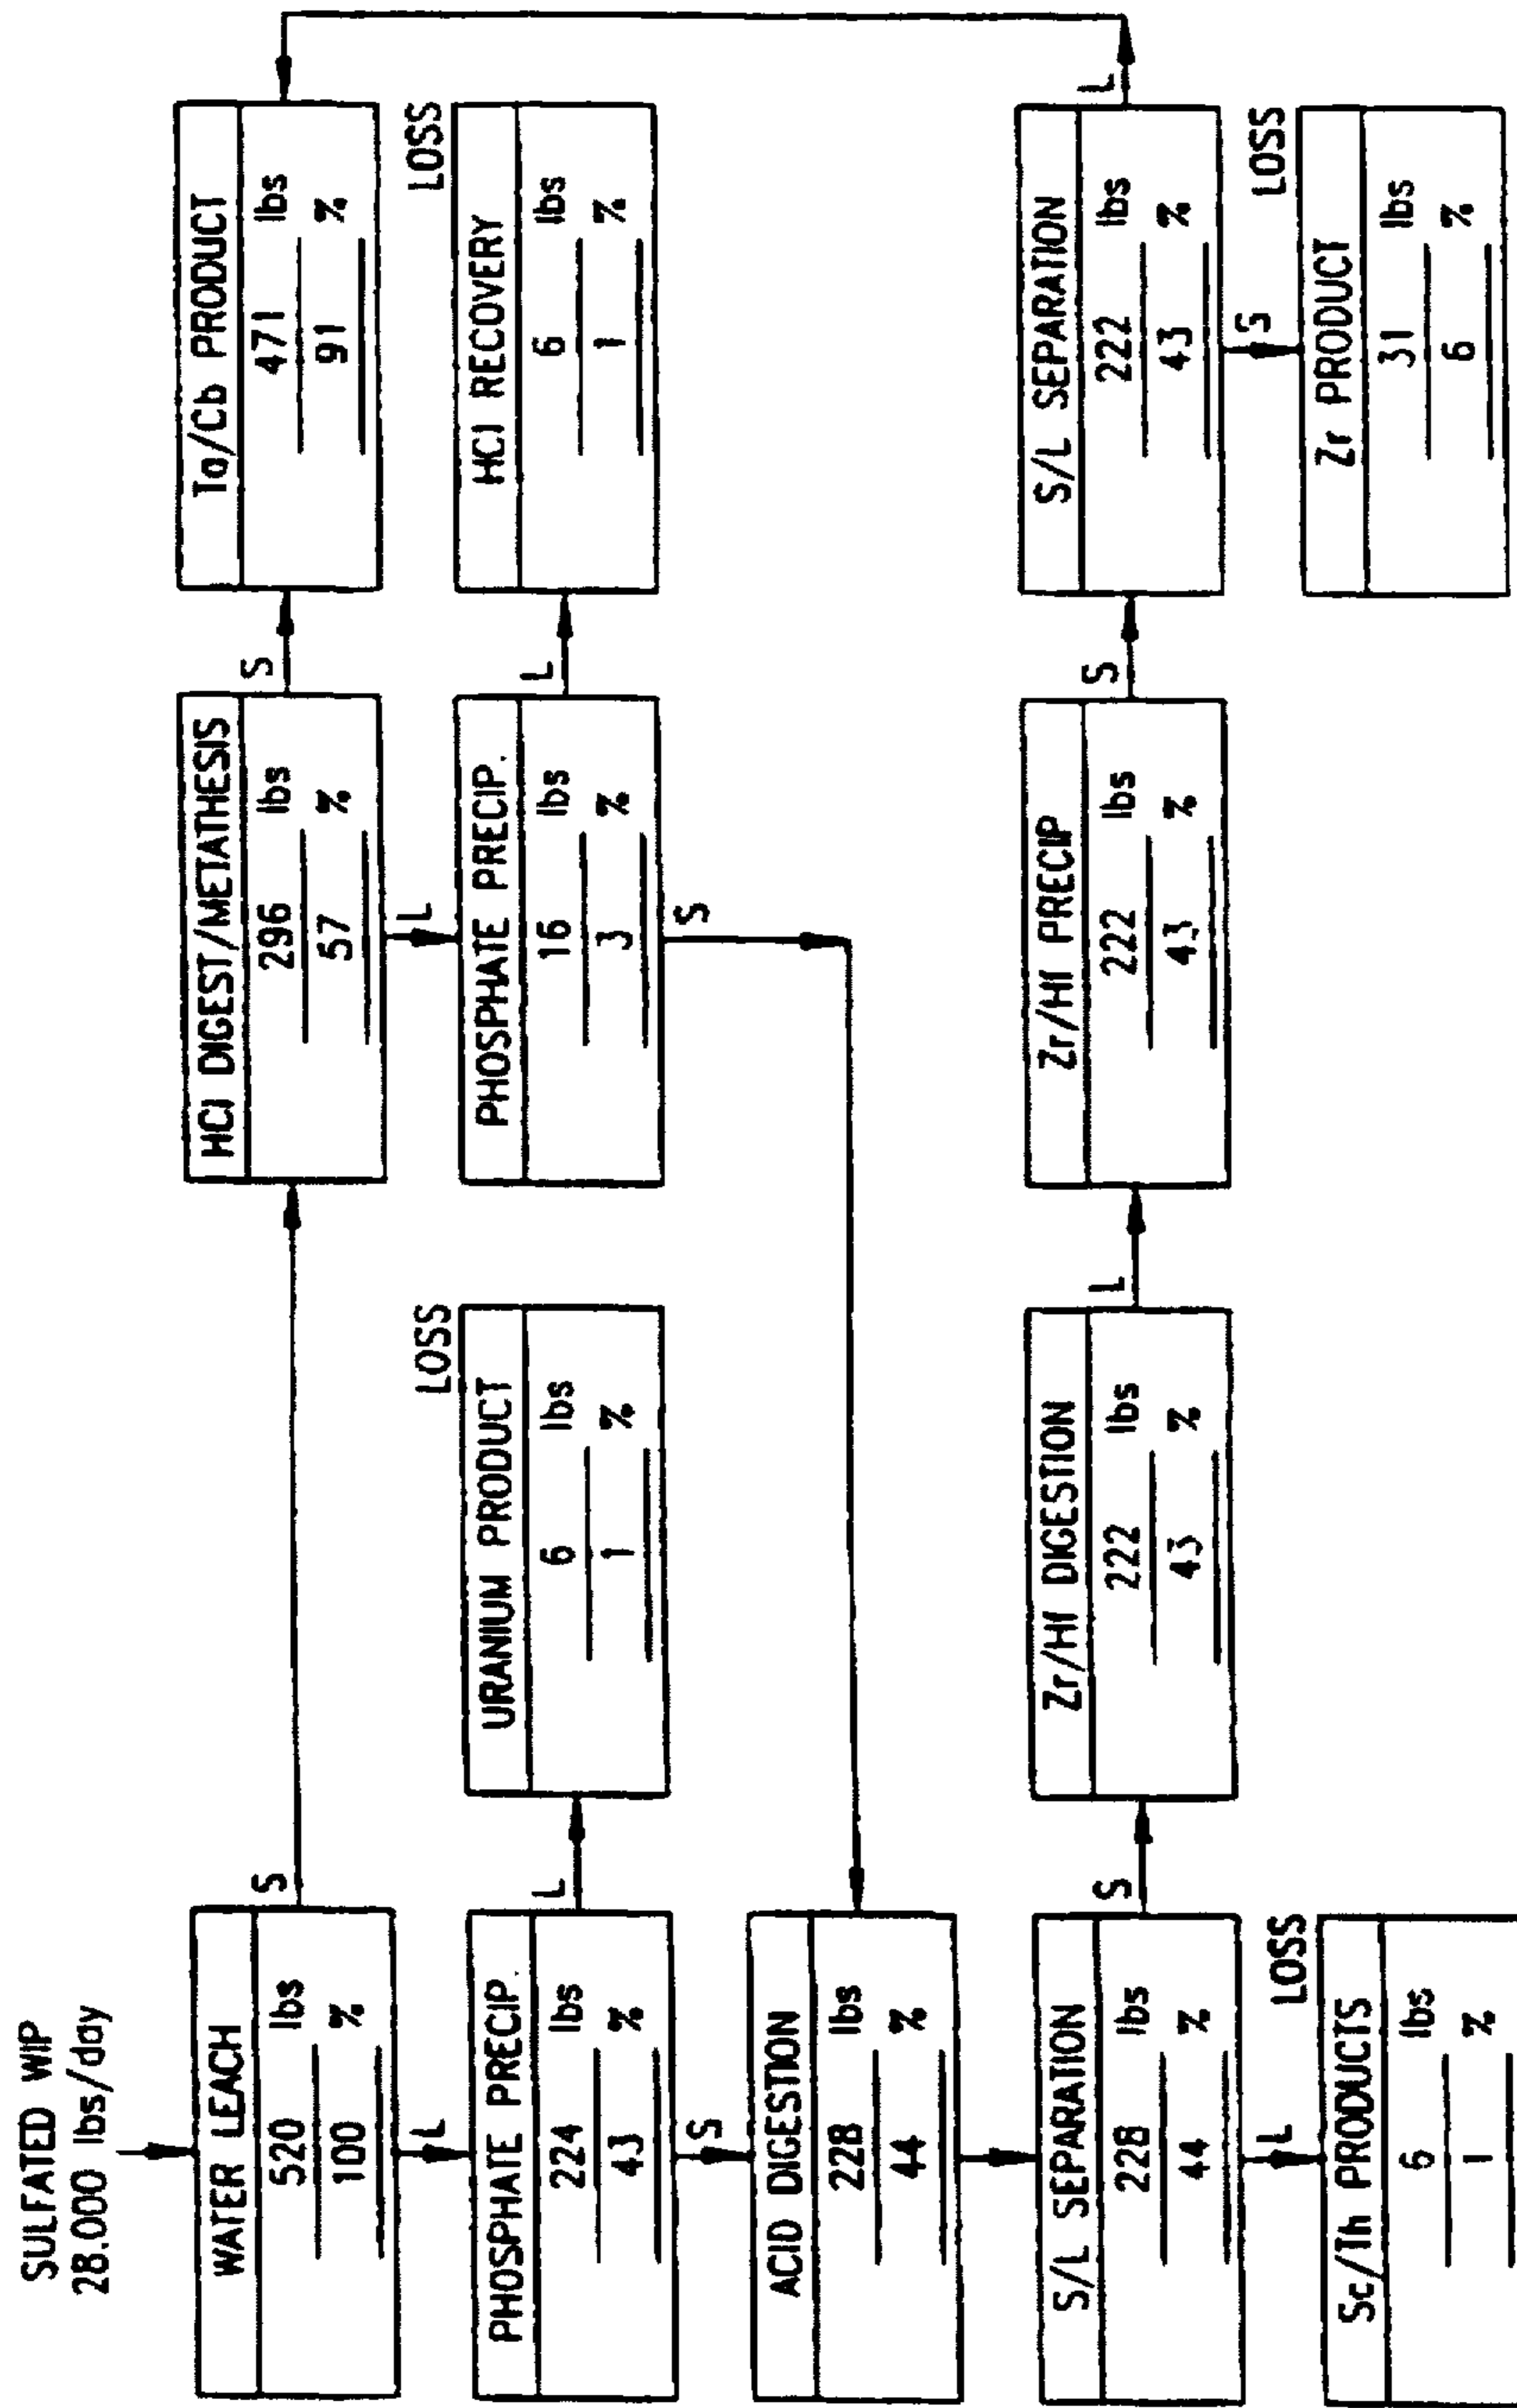 SULFATED WIP
28.000 lbs/day
WATER LEACH
520 lbs
100 %
S
L
HCl DIGEST/METATHESIS
296 lbs
57 %
S
L
Ta/Cb PRODUCT
471 lbs
91 %
PHOSPHATE PRECIP.
224 lbs
43 %
L
S
LOSS
URANIUM PRODUCT
6 lbs
1 %
PHOSPHATE PRECIP.
16 lbs
3 %
L
S
LOSS
HCl RECOVERY
6 lbs
1 %
ACID DIGESTION
228 lbs
44 %
S/L SEPARATION
228 lbs
44 %
S
L
Zr/Hf DIGESTION
222 lbs
43 %
L
Zr/Hf PRECIP
222 lbs
43 %
S
S/L SEPARATION
222 lbs
43 %
L
S
LOSS
Sc/Th PRODUCTS
6 lbs
1 %
LOSS
Zr PRODUCT
31 lbs
6 %